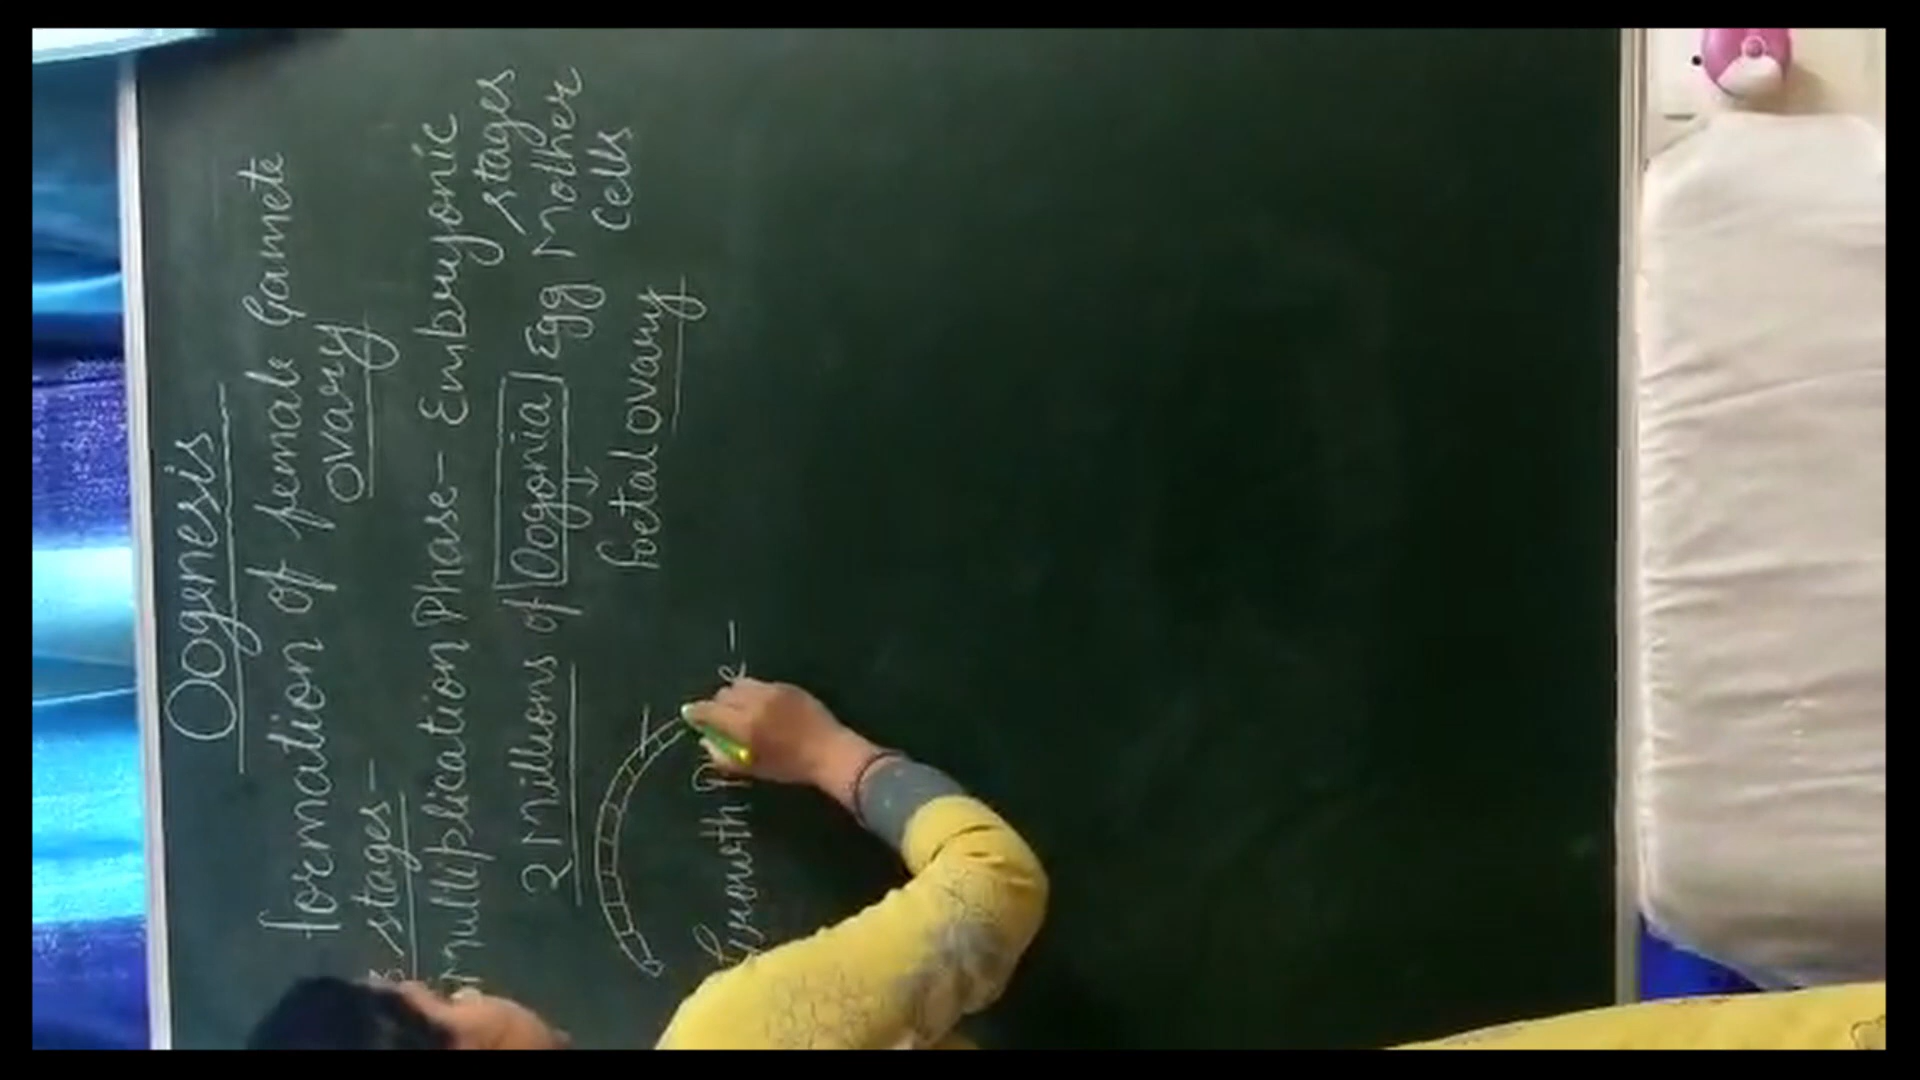 Oogenesis
formation of female Gamete
ovary
3 stages-
multiplication Phase - Embryonic
stages
2 Millions of Oogonia Egg Mother
cells
foetal ovary
Growth